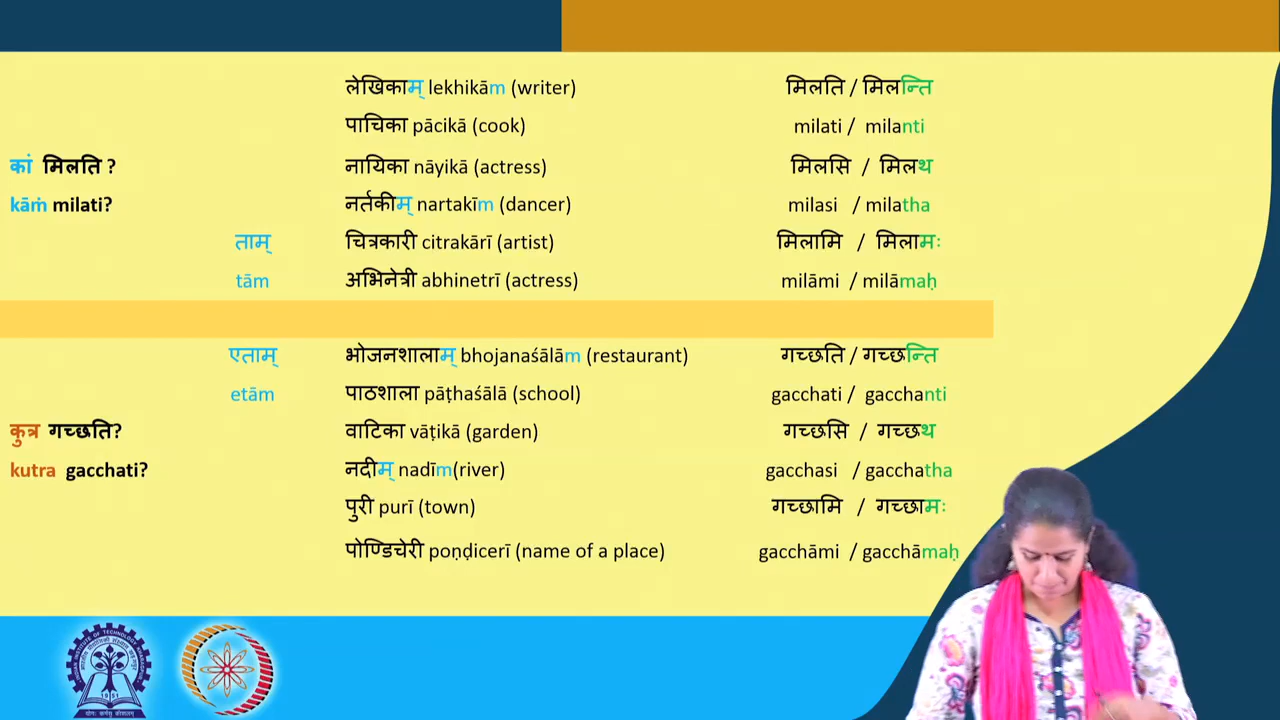 लेखिकाम् lekhikām (writer) मिलति / मिलन्ति
पाचिका pācikā (cook) milati / milanti
कां मिलति ? नायिका nāyikā (actress) मिलसि / मिलथ
kāṁ milati? नर्तकीम् nartakīm (dancer) milasi / milatha
ताम् चित्रकारी citrakārī (artist) मिलामि / मिलामः
tām अभिनेत्री abhinetrī (actress) milāmi / milāmaḥ
एताम् भोजनशालाम् bhojanaśālām (restaurant) गच्छति / गच्छन्ति
etām पाठशाला pāṭhaśālā (school) gacchati / gacchanti
कुत्र गच्छति? वाटिका vāṭikā (garden) गच्छसि / गच्छथ
kutra gacchati? नदीम् nadīm(river) gacchasi / gacchatha
पुरी purī (town) गच्छामि / गच्छामः
पोण्डिचेरी poṇḍicerī (name of a place) gacchāmi / gacchāmaḥ